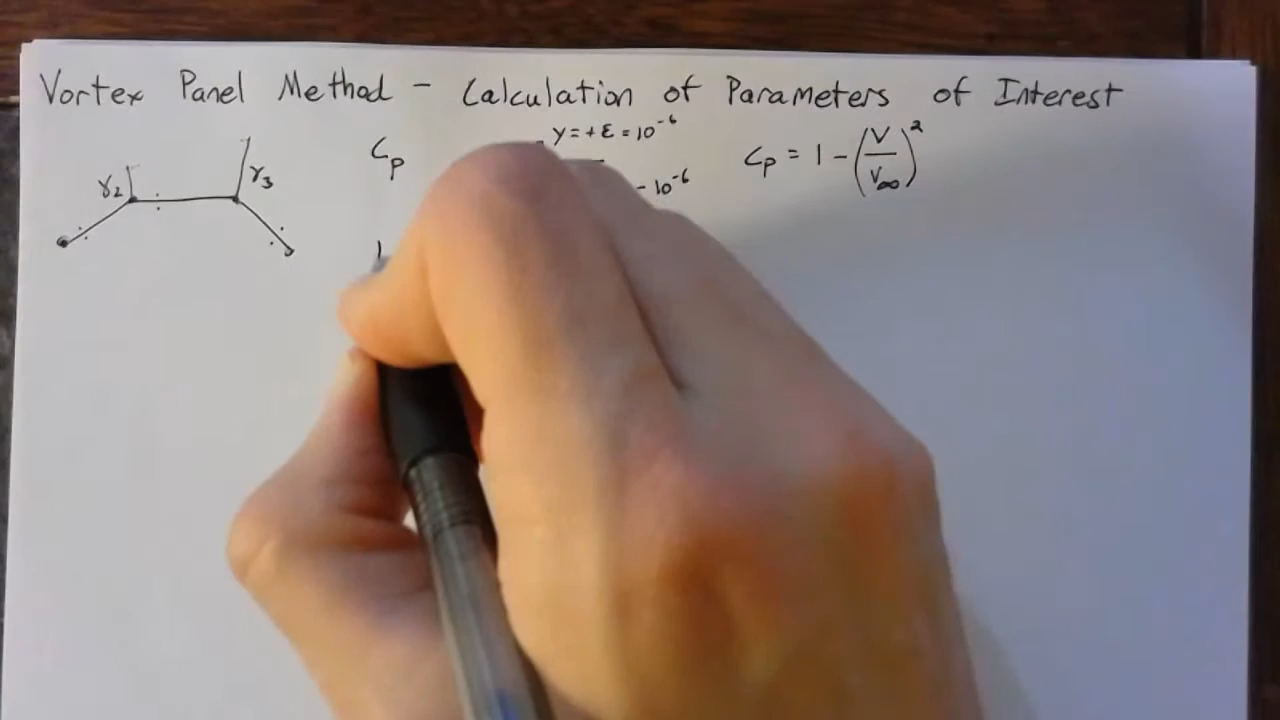 Vortex Panel Method - Calculation of Parameters of Interest
y = + ε = 10⁻⁶
γ₂ γ₃ Cₚ Cₚ = 1 - (V/V∞)²
- 10⁻⁶